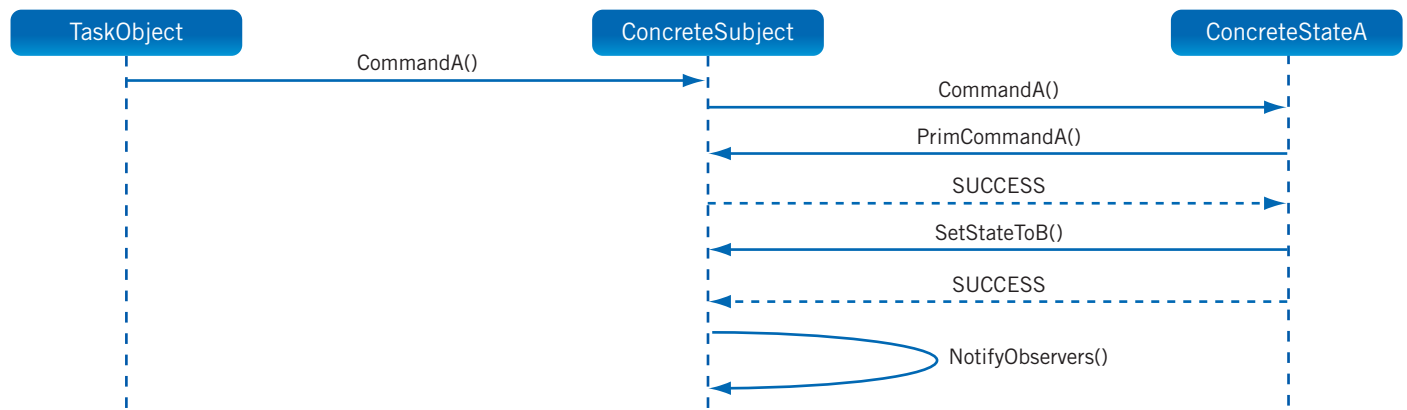 TaskObject
ConcreteSubject
ConcreteStateA
CommandA()
CommandA()
PrimCommandA()
SUCCESS
SetStateToB()
SUCCESS
NotifyObservers()